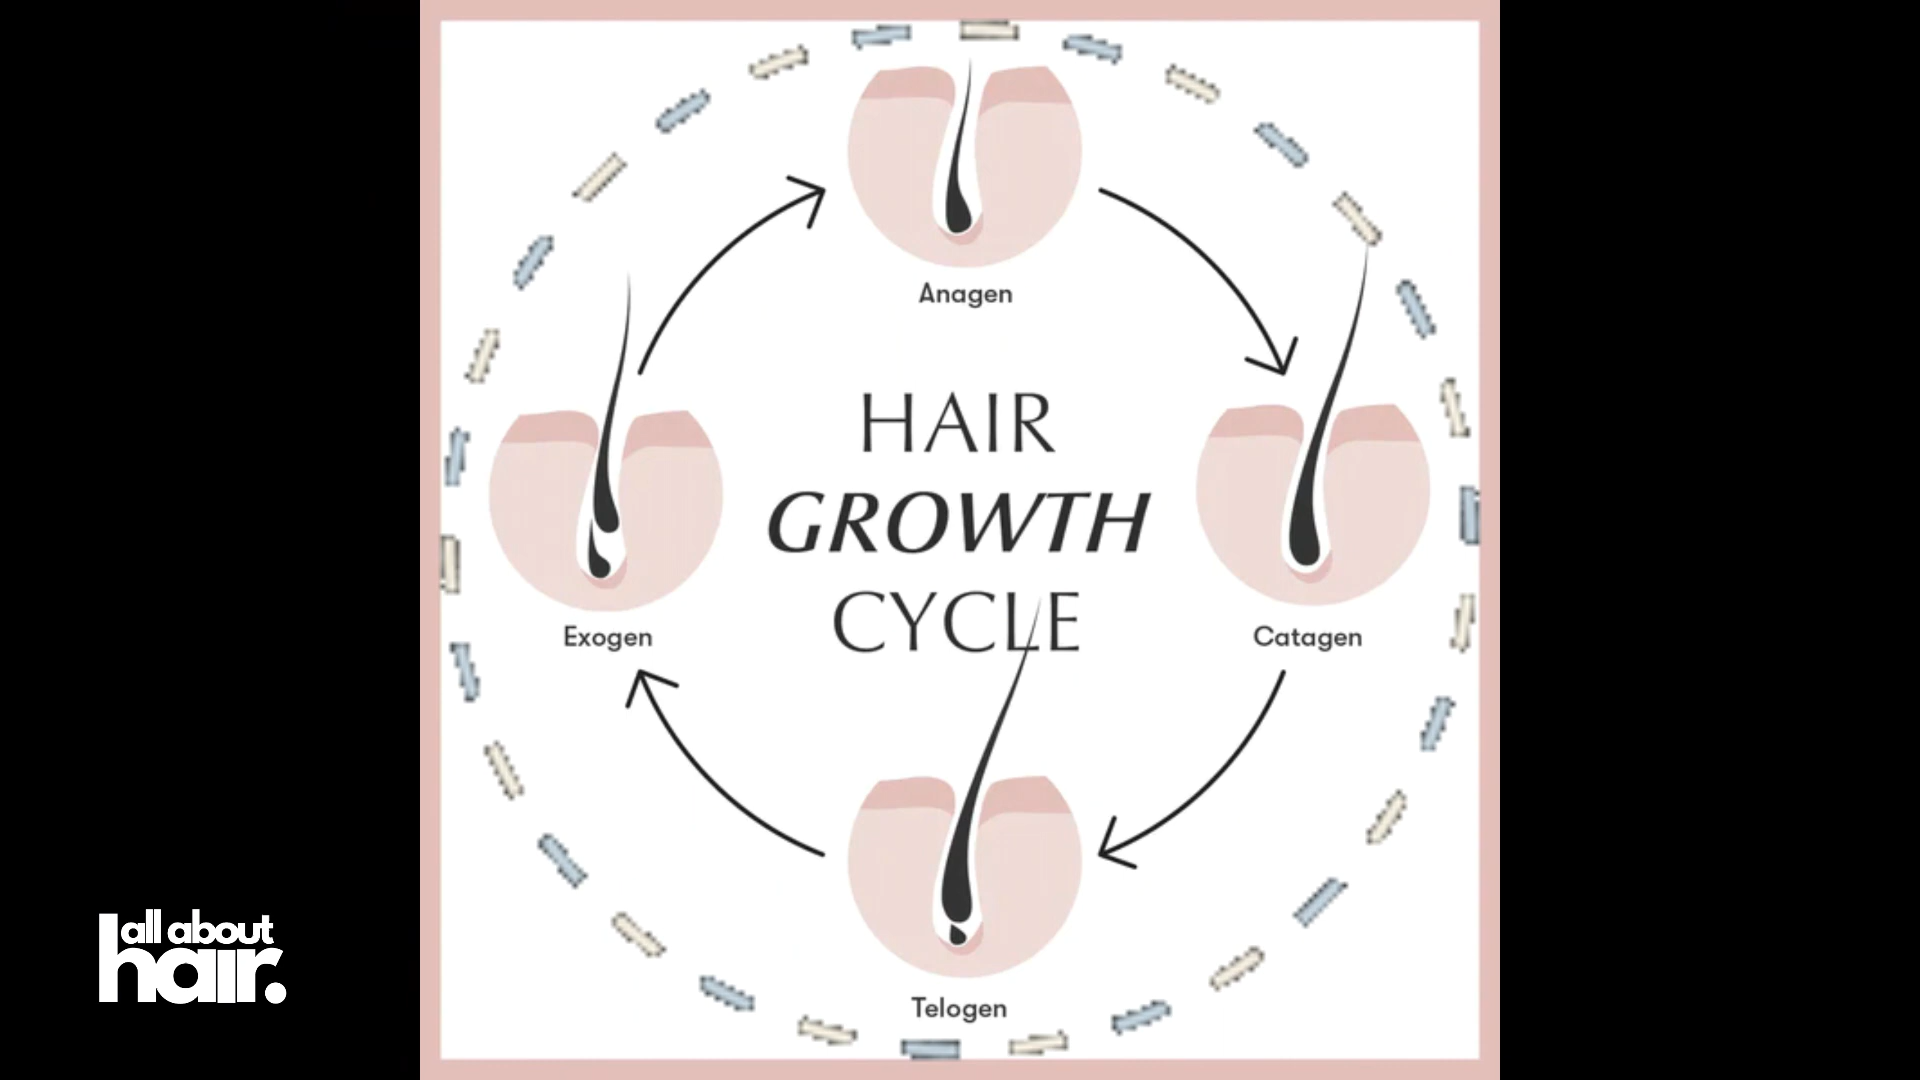 Anagen
HAIR
GROWTH
CYCLE
Exogen
Catagen
Telogen
all about
hair.